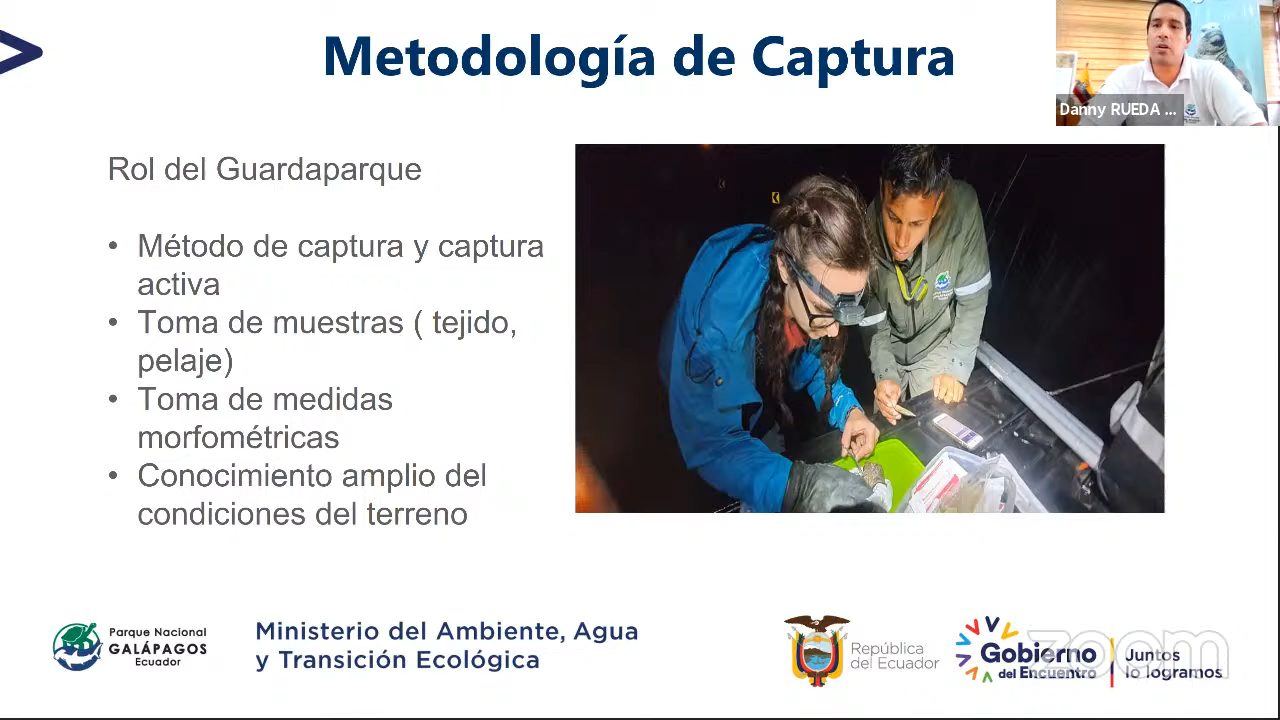 Metodología de Captura
Danny RUEDA ...
Rol del Guardaparque
• Método de captura y captura
activa
• Toma de muestras ( tejido,
pelaje)
• Toma de medidas
morfométricas
• Conocimiento amplio del
condiciones del terreno
Parque Nacional
GALÁPAGOS
Ecuador
Ministerio del Ambiente, Agua
y Transición Ecológica
República
del Ecuador
Gobierno
del Encuentro
Juntos
lo logramos
zoom